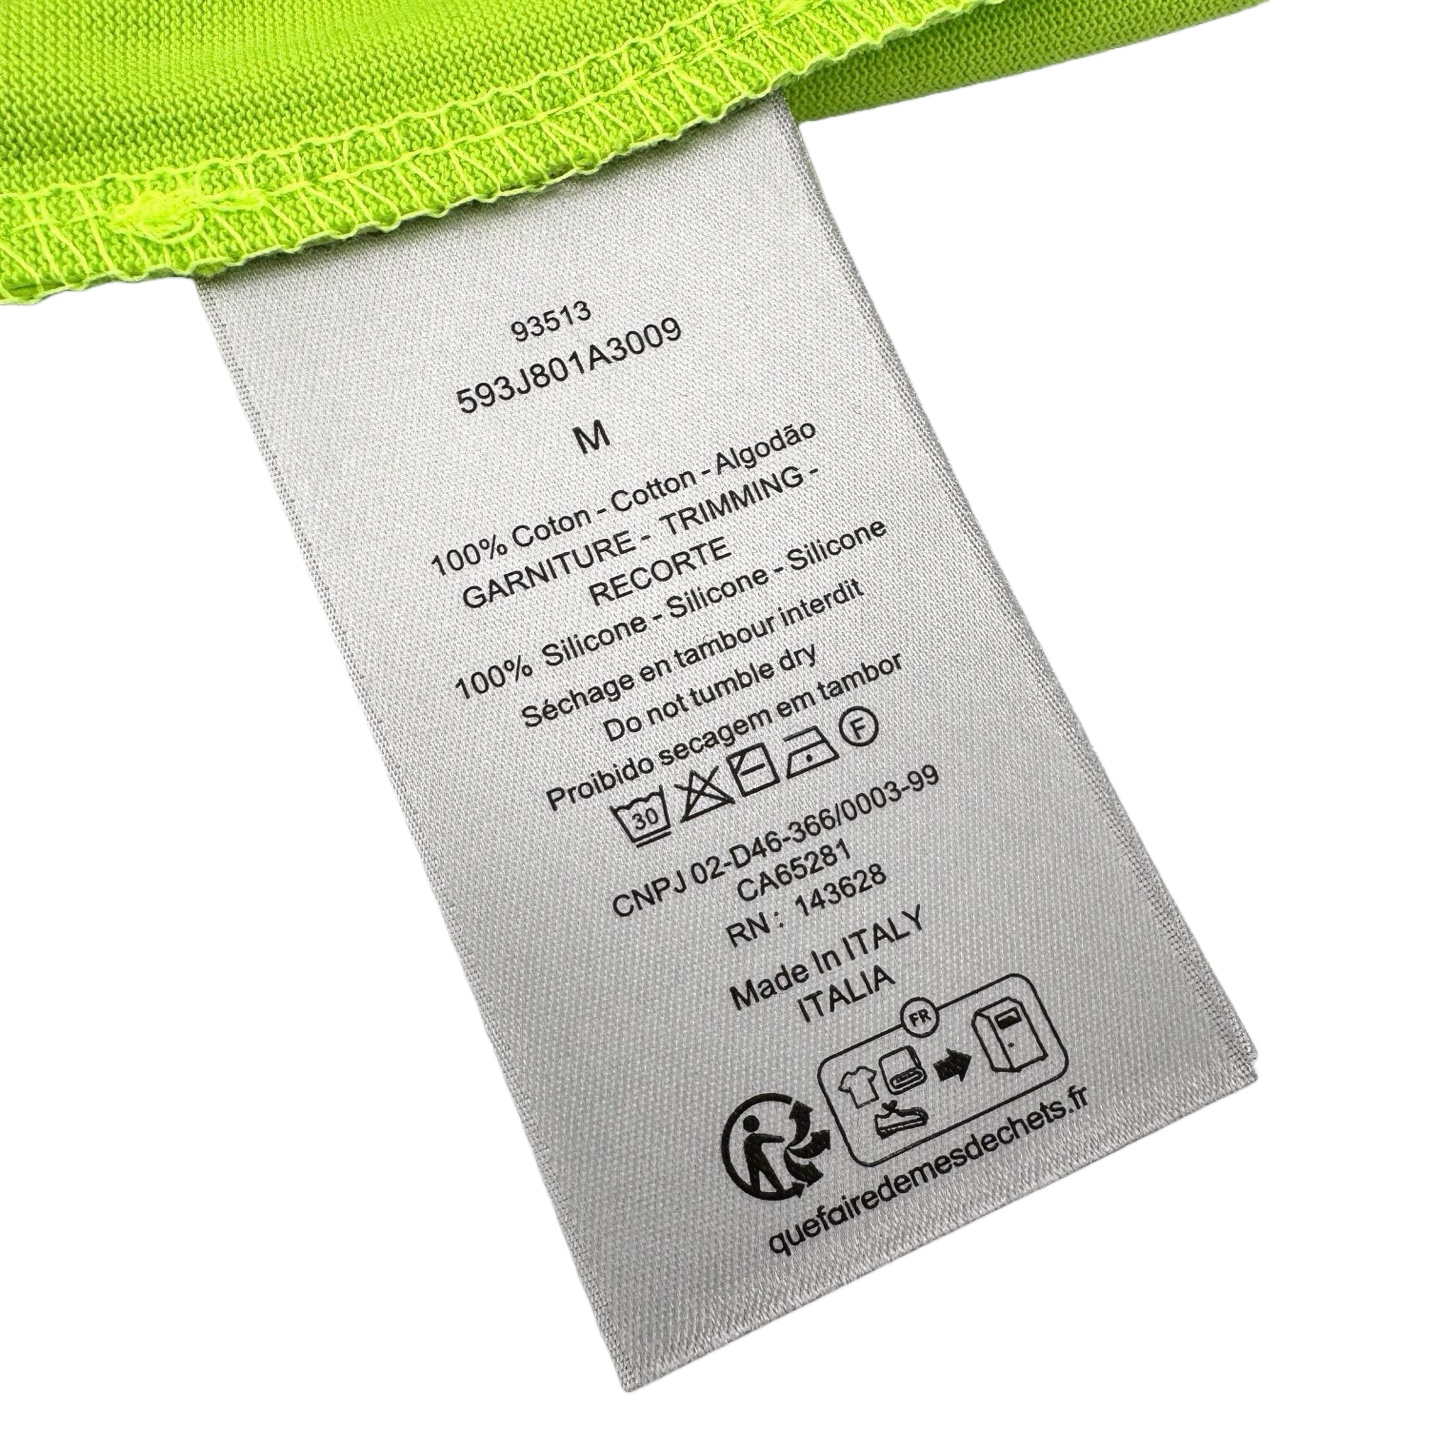 93513
593J801A3009
M
100% Coton - Cotton - Algodão
GARNITURE - TRIMMING -
RECORTE
100% Silicone - Silicone - Silicone
Séchage en tambour interdit
Do not tumble dry
Proibido secagem em tambor
30 F
CNPJ 02-D46-366/0003-99
CA65281
RN : 143628
Made In ITALY
ITALIA
FR
quefairedemesdechets.fr